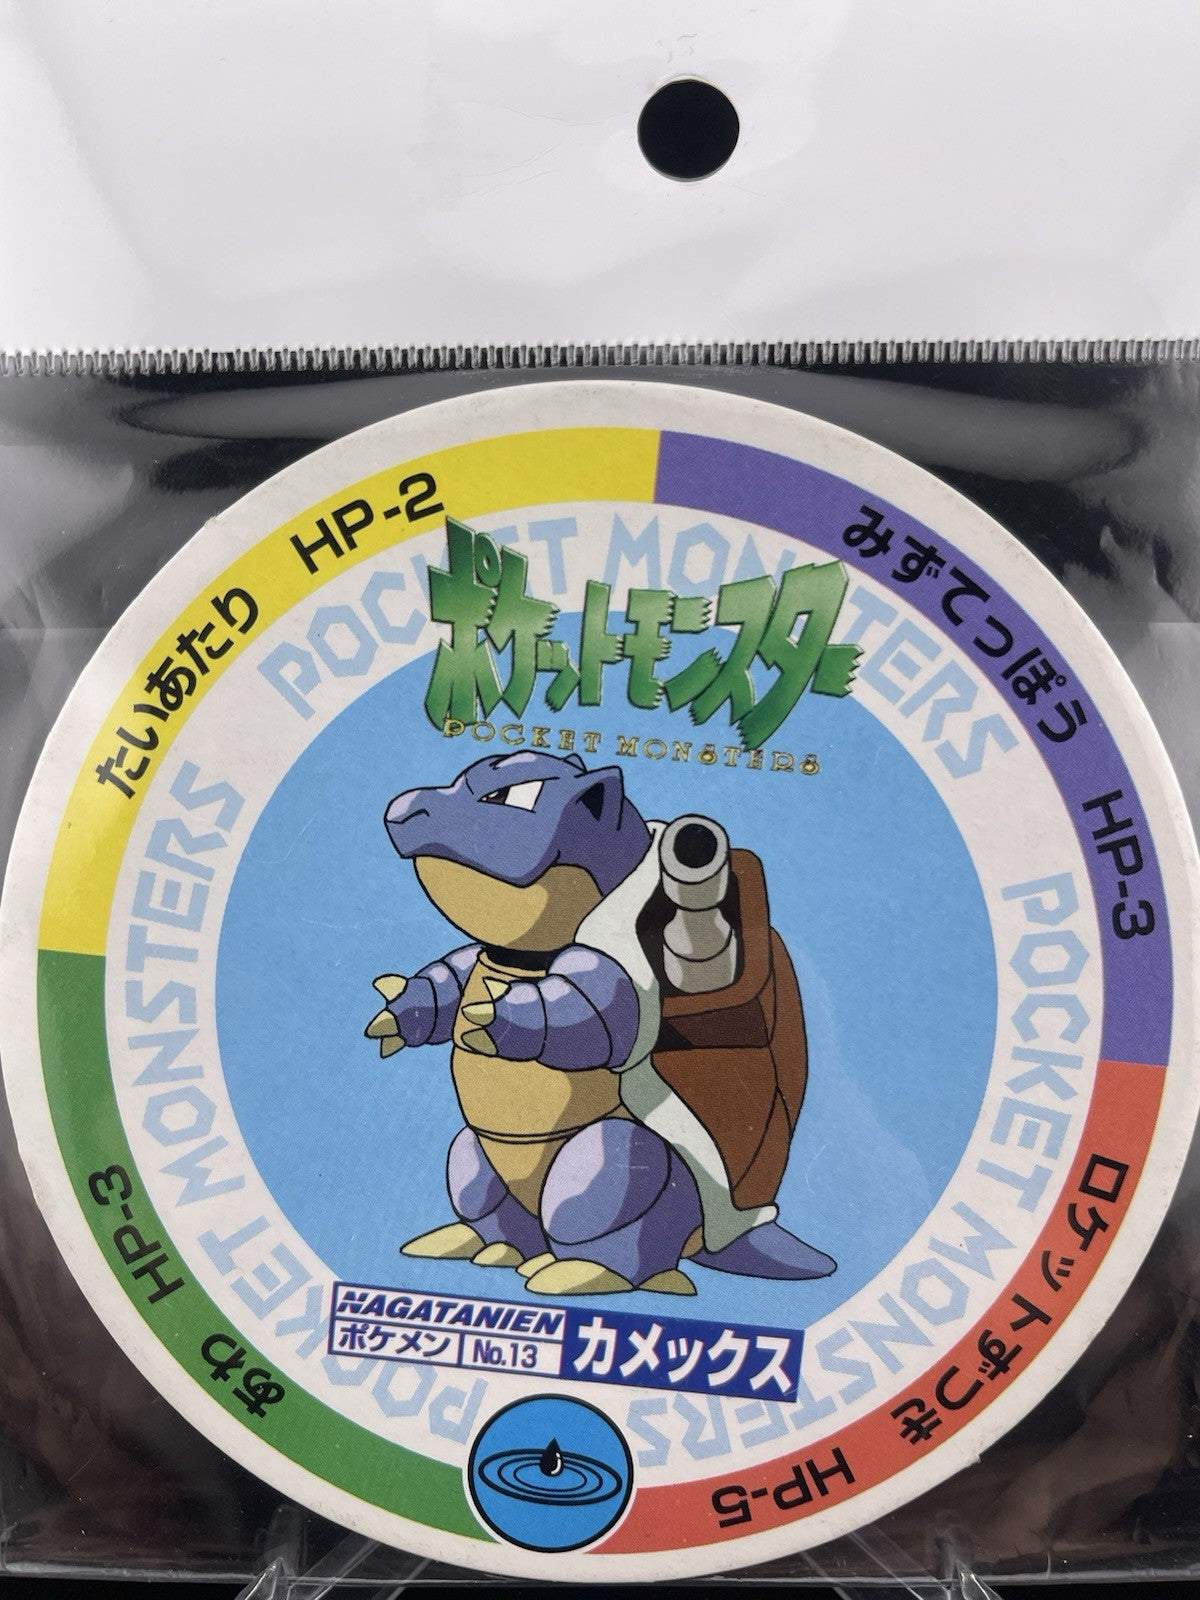 たいあたり HP-2
みずてっぽう HP-3
ロケットずつき HP-5
あわ HP-3
POCKET MONSTERS
POCKET MONSTERS
POCKET MONSTERS
ポケットモンスター
POCKET MONSTERS
NAGATANIEN
ポケメン No.13
カメックス